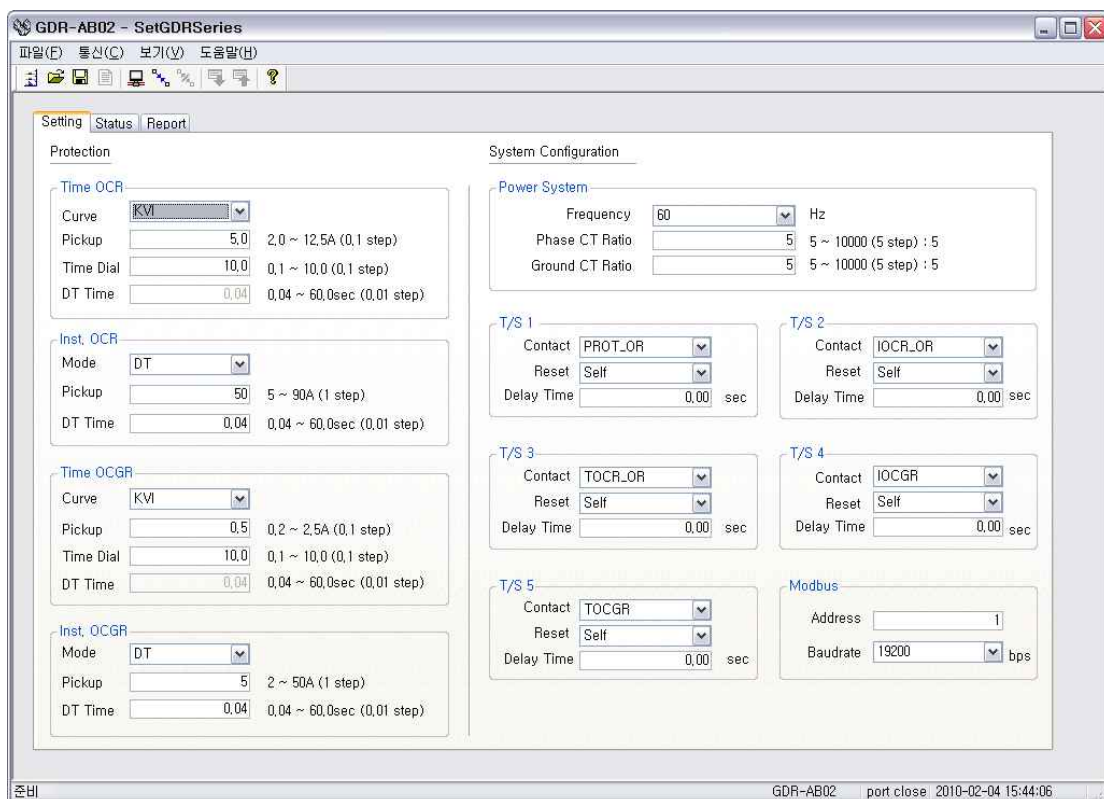 GDR-AB02 - SetGDRSeries
파일(F) 통신(C) 보기(V) 도움말(H)
Setting Status Report
Protection
Time OCR
Curve KVI
Pickup 5.0 2.0 ~ 12.5A (0.1 step)
Time Dial 10.0 0.1 ~ 10.0 (0.1 step)
DT Time 0.04 0.04 ~ 60.0sec (0.01 step)
Inst. OCR
Mode DT
Pickup 50 5 ~ 90A (1 step)
DT Time 0.04 0.04 ~ 60.0sec (0.01 step)
Time OCGR
Curve KVI
Pickup 0.5 0.2 ~ 2.5A (0.1 step)
Time Dial 10.0 0.1 ~ 10.0 (0.1 step)
DT Time 0.04 0.04 ~ 60.0sec (0.01 step)
Inst. OCGR
Mode DT
Pickup 5 2 ~ 50A (1 step)
DT Time 0.04 0.04 ~ 60.0sec (0.01 step)
System Configuration
Power System
Frequency 60 Hz
Phase CT Ratio 5 5 ~ 10000 (5 step) : 5
Ground CT Ratio 5 5 ~ 10000 (5 step) : 5
T/S 1
Contact PROT_OR
Reset Self
Delay Time 0.00 sec
T/S 2
Contact IOCR_OR
Reset Self
Delay Time 0.00 sec
T/S 3
Contact TOCR_OR
Reset Self
Delay Time 0.00 sec
T/S 4
Contact IOCGR
Reset Self
Delay Time 0.00 sec
T/S 5
Contact TOCGR
Reset Self
Delay Time 0.00 sec
Modbus
Address 1
Baudrate 19200 bps
준비 GDR-AB02 port close 2010-02-04 15:44:06